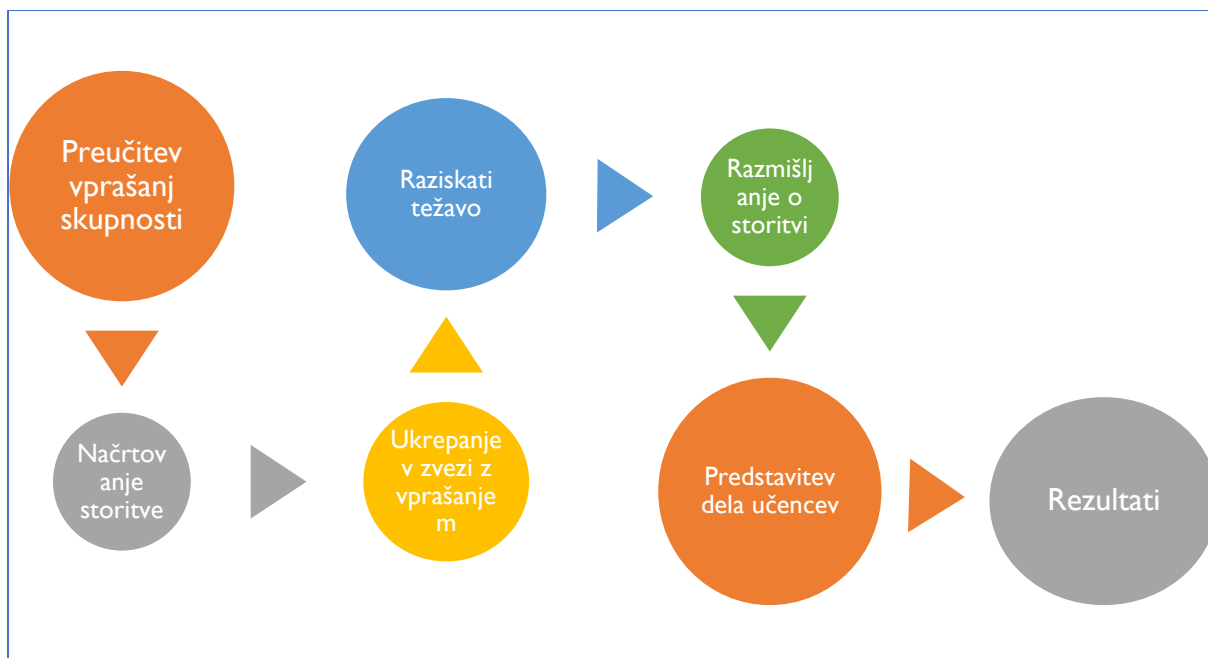 Preučitev
vprašanj
skupnosti
Načrtov
anje
storitve
Ukrepanje
v zvezi z
vprašanje
m
Raziskati
težavo
Razmišlj
anje o
storitvi
Predstavitev
dela učencev
Rezultati